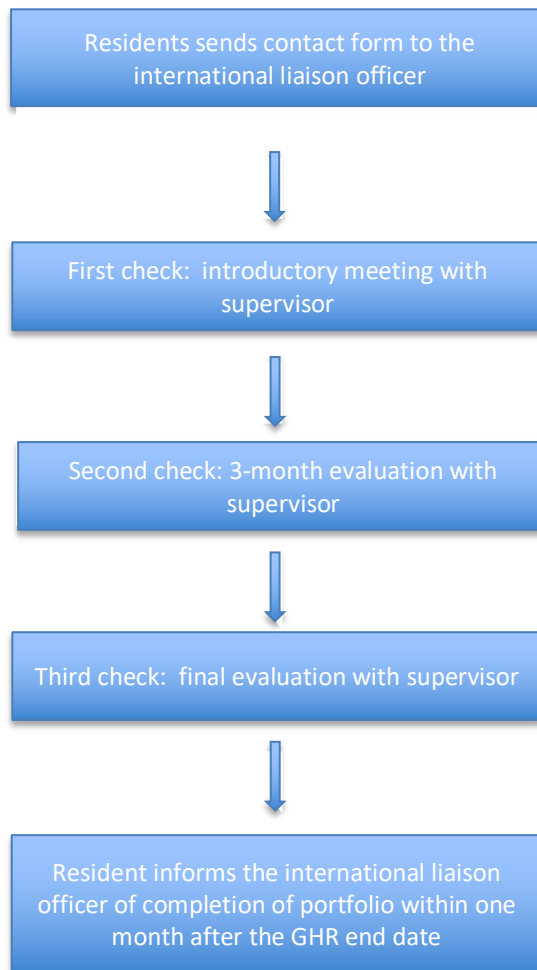 Residents sends contact form to the
international liaison officer
First check:  introductory meeting with
supervisor
Second check: 3-month evaluation with
supervisor
Third check:  final evaluation with supervisor
Resident informs the international liaison
officer of completion of portfolio within one
month after the GHR end date